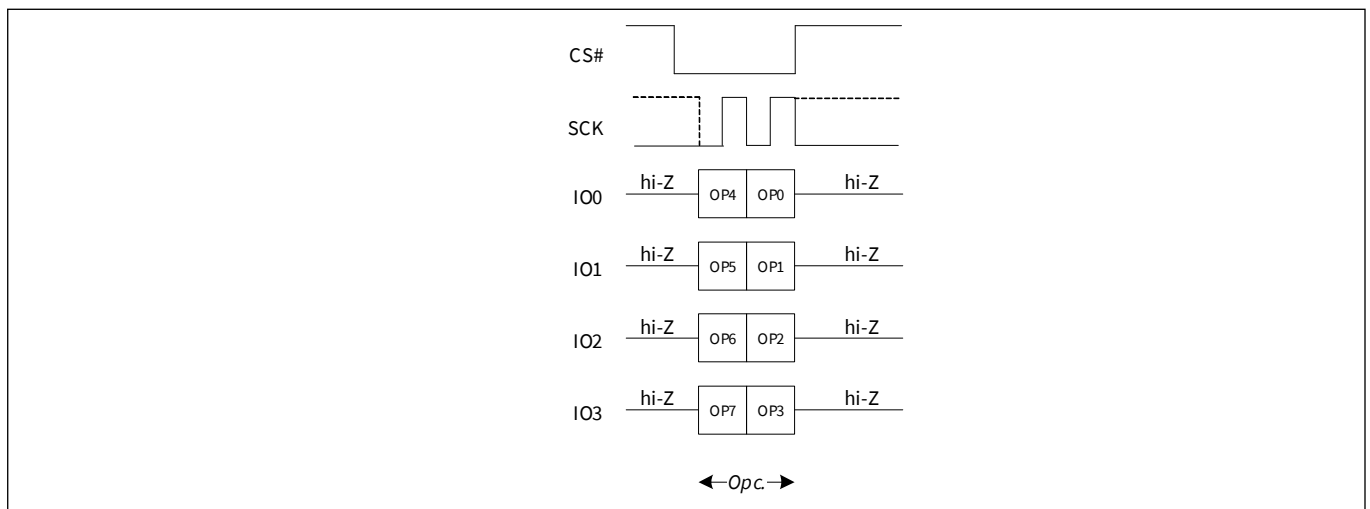 CS#
SCK
IO0 hi-Z OP4 OP0 hi-Z
IO1 hi-Z OP5 OP1 hi-Z
IO2 hi-Z OP6 OP2 hi-Z
IO3 hi-Z OP7 OP3 hi-Z
Opc.